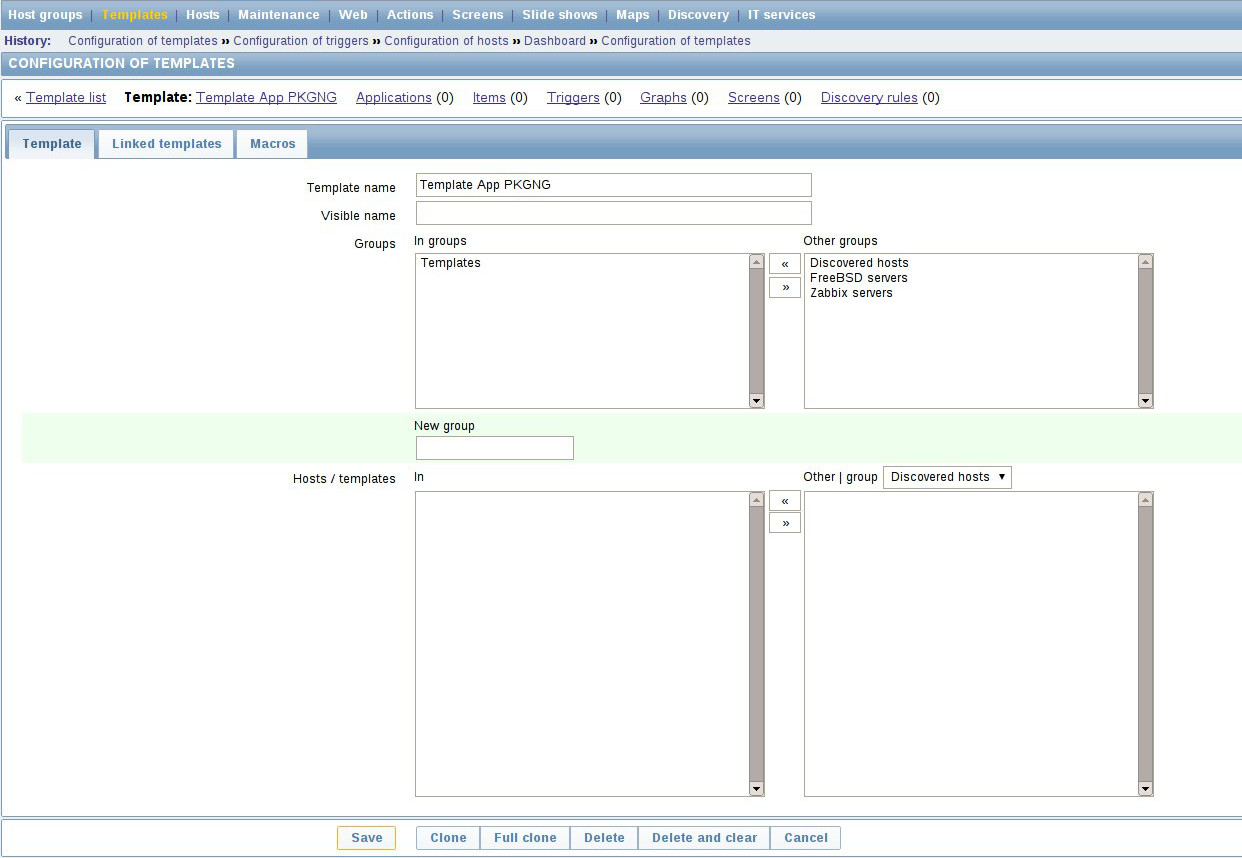 Host groups | Templates | Hosts | Maintenance | Web | Actions | Screens | Slide shows | Maps | Discovery | IT services
History: Configuration of templates » Configuration of triggers » Configuration of hosts » Dashboard » Configuration of templates
CONFIGURATION OF TEMPLATES
« Template list Template: Template App PKGNG Applications (0) Items (0) Triggers (0) Graphs (0) Screens (0) Discovery rules (0)
Template Linked templates Macros
Template name Template App PKGNG
Visible name
Groups In groups Other groups
Templates « Discovered hosts
FreeBSD servers
» Zabbix servers
New group
Hosts / templates In Other | group Discovered hosts ▼
«
»
Save Clone Full clone Delete Delete and clear Cancel